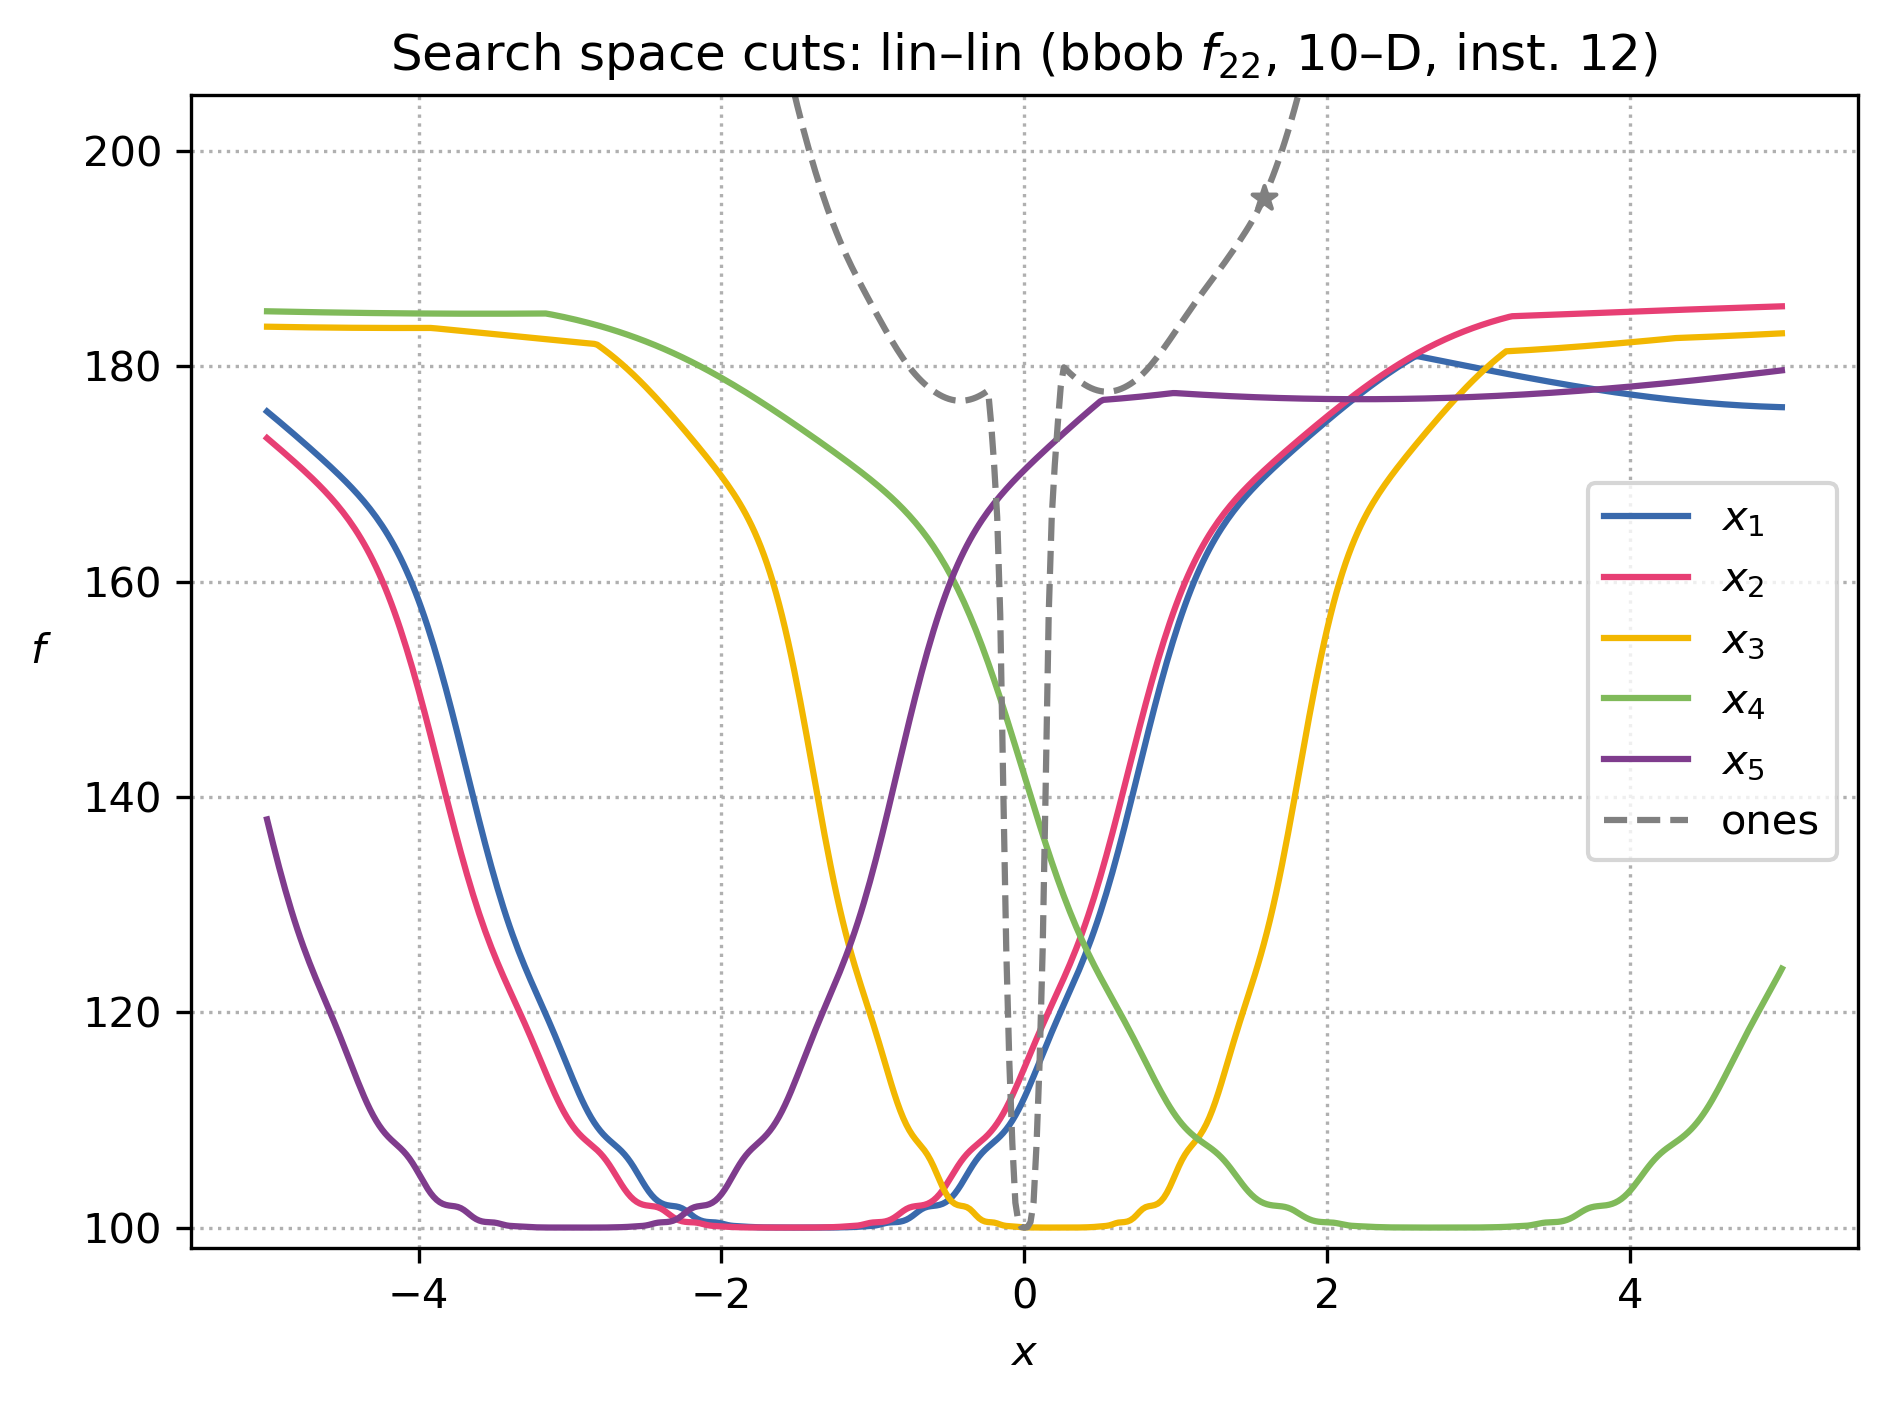 Search space cuts: lin–lin (bbob f₂₂, 10–D, inst. 12)
200
180
160
140
120
100
f
−4 −2 0 2 4
x
x₁
x₂
x₃
x₄
x₅
ones